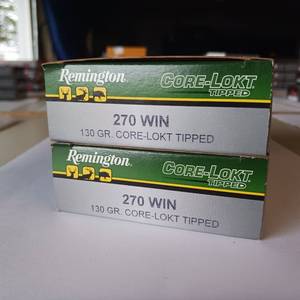 Remington
CORE-LOKT
TIPPED
270 WIN
130 GR. CORE-LOKT TIPPED
Remington
CORE-LOKT
TIPPED
270 WIN
130 GR. CORE-LOKT TIPPED